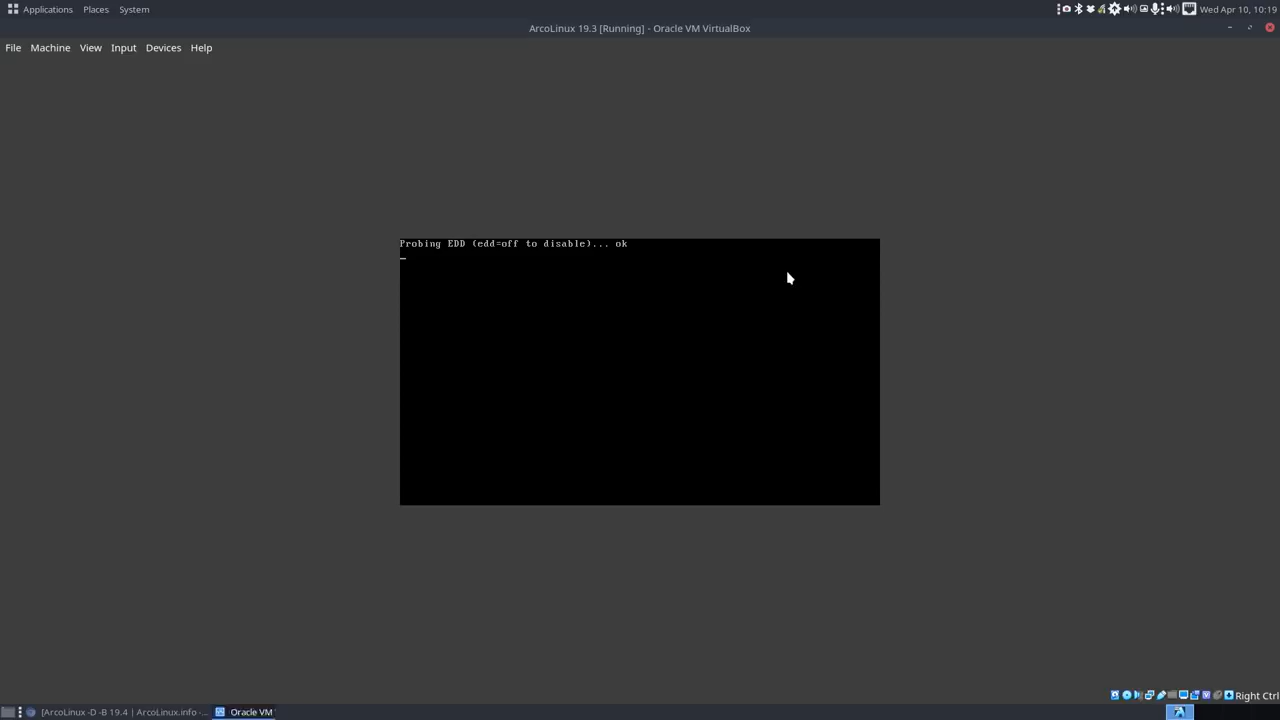 Applications Places System
Wed Apr 10, 10:19
ArcoLinux 19.3 [Running] - Oracle VM VirtualBox
File Machine View Input Devices Help
Probing EDD (edd=off to disable)... ok
_
Right Ctrl
[ArcoLinux -D -B 19.4 | ArcoLinux.info -...
Oracle VM